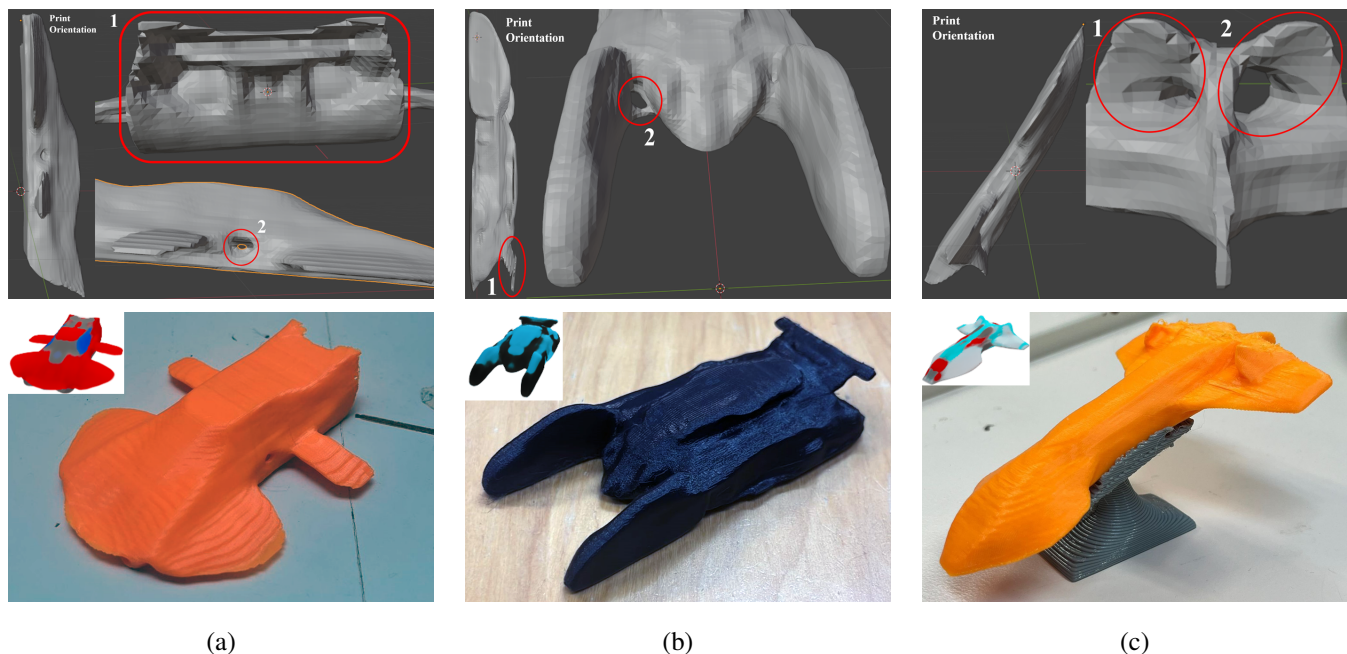 Print
Orientation
1
2
Print
Orientation
1
2
Print
Orientation
1
2
(a)
(b)
(c)